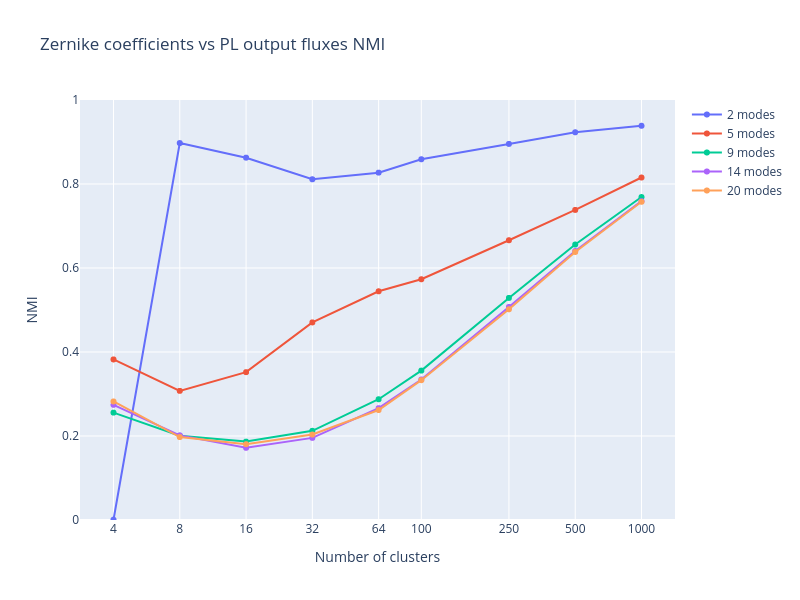 Zernike coefficients vs PL output fluxes NMI
1
0.8
0.6
0.4
0.2
0
NMI
4 8 16 32 64 100 250 500 1000
Number of clusters
2 modes
5 modes
9 modes
14 modes
20 modes